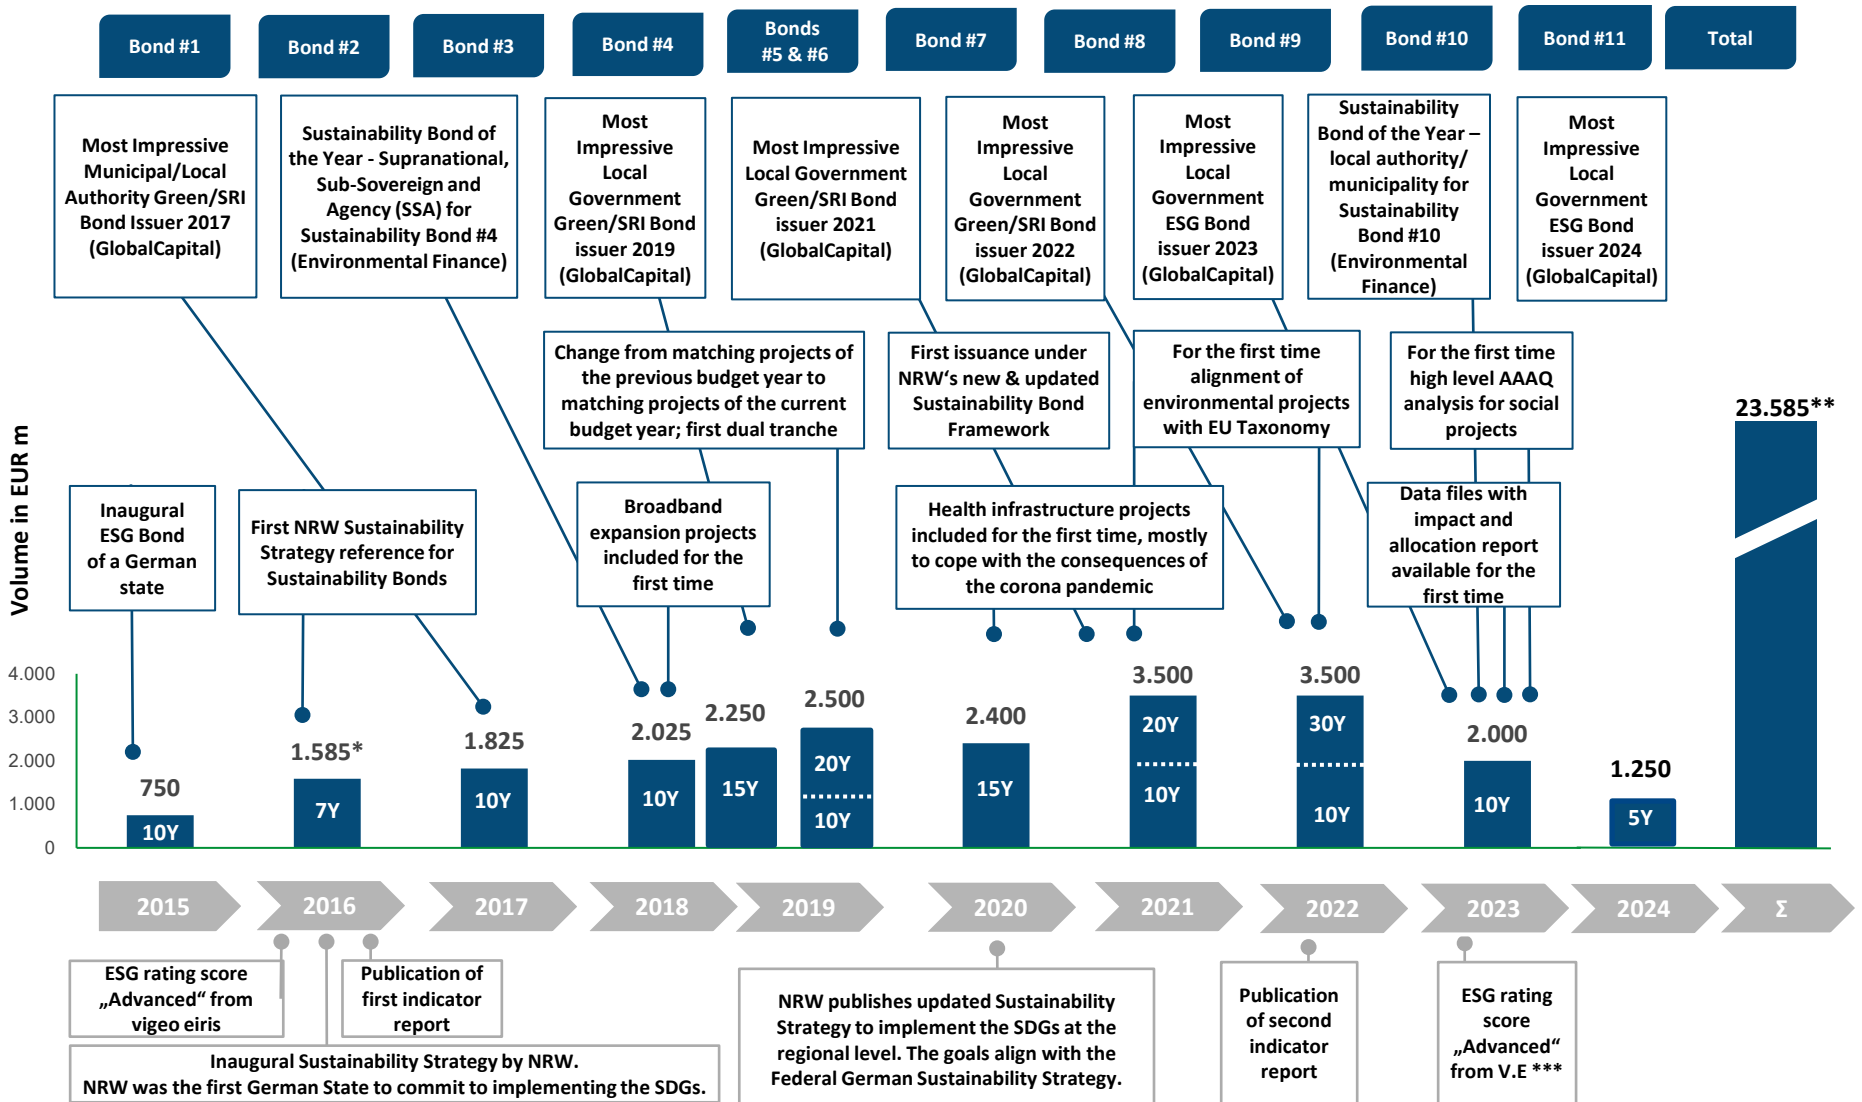 Bond #1
Bond #2
Bond #3
Bond #4
Bonds
#5 & #6
Bond #7
Bond #8
Bond #9
Bond #10
Bond #11
Total
Most Impressive
Municipal/Local
Authority Green/SRI
Bond Issuer 2017
(GlobalCapital)
Sustainability Bond of
the Year - Supranational,
Sub-Sovereign and
Agency (SSA) for
Sustainability Bond #4
(Environmental Finance)
Most
Impressive
Local
Government
Green/SRI Bond
issuer 2019
(GlobalCapital)
Most Impressive
Local Government
Green/SRI Bond
issuer 2021
(GlobalCapital)
Most
Impressive
Local
Government
Green/SRI Bond
issuer 2022
(GlobalCapital)
Most
Impressive
Local
Government
ESG Bond
issuer 2023
(GlobalCapital)
Sustainability
Bond of the Year –
local authority/
municipality for
Sustainability
Bond #10
(Environmental
Finance)
Most
Impressive
Local
Government
ESG Bond
issuer 2024
(GlobalCapital)
Change from matching projects of
the previous budget year to
matching projects of the current
budget year; first dual tranche
First issuance under
NRW‘s new & updated
Sustainability Bond
Framework
For the first time
alignment of
environmental projects
with EU Taxonomy
For the first time
high level AAAQ
analysis for social
projects
23.585**
Volume in EUR m
Inaugural
ESG Bond
of a German
state
First NRW Sustainability
Strategy reference for
Sustainability Bonds
Broadband
expansion projects
included for the
first time
Health infrastructure projects
included for the first time, mostly
to cope with the consequences of
the corona pandemic
Data files with
impact and
allocation report
available for the
first time
4.000
3.000
2.000
1.000
0
750
10Y
1.585*
7Y
1.825
10Y
2.025
10Y
2.250
15Y
2.500
20Y
10Y
2.400
15Y
3.500
20Y
10Y
3.500
30Y
10Y
2.000
10Y
1.250
5Y
2015
2016
2017
2018
2019
2020
2021
2022
2023
2024
Σ
ESG rating score
„Advanced“ from
vigeo eiris
Publication of
first indicator
report
Inaugural Sustainability Strategy by NRW.
NRW was the first German State to commit to implementing the SDGs.
NRW publishes updated Sustainability
Strategy to implement the SDGs at the
regional level. The goals align with the
Federal German Sustainability Strategy.
Publication
of second
indicator
report
ESG rating
score
„Advanced“
from V.E ***